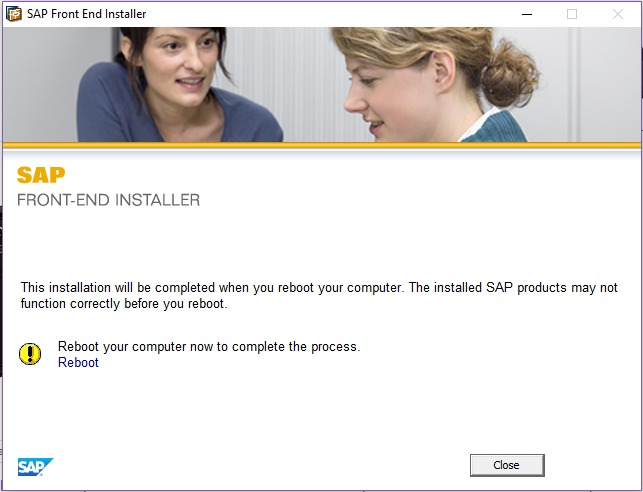 SAP Front End Installer
SAP
FRONT-END INSTALLER
This installation will be completed when you reboot your computer. The installed SAP products may not
function correctly before you reboot.
Reboot your computer now to complete the process.
Reboot
SAP
Close